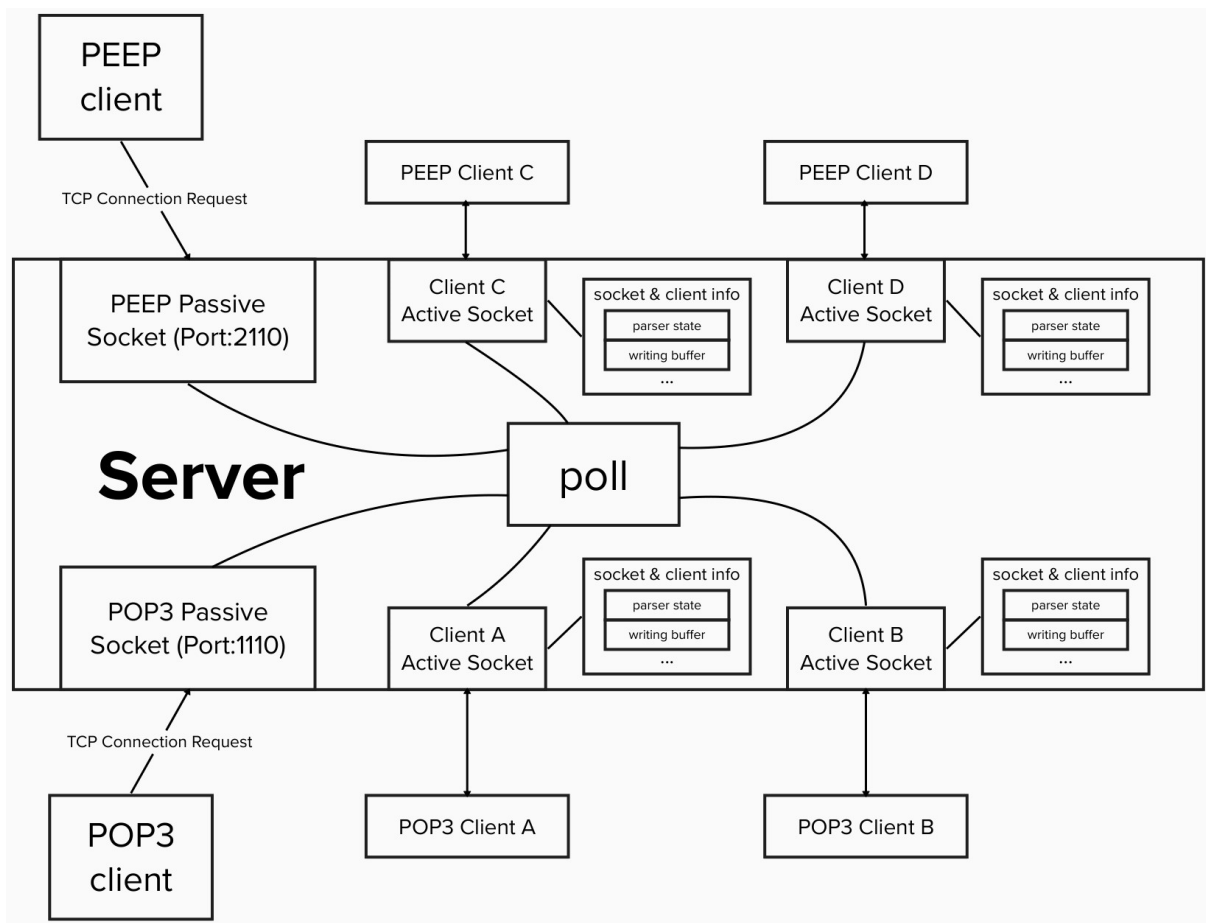 PEEP
client
TCP Connection Request
PEEP Client C
PEEP Client D
PEEP Passive
Socket (Port:2110)
Client C
Active Socket
socket & client info
parser state
writing buffer
...
Client D
Active Socket
socket & client info
parser state
writing buffer
...
Server
poll
POP3 Passive
Socket (Port:1110)
Client A
Active Socket
socket & client info
parser state
writing buffer
...
Client B
Active Socket
socket & client info
parser state
writing buffer
...
TCP Connection Request
POP3
client
POP3 Client A
POP3 Client B